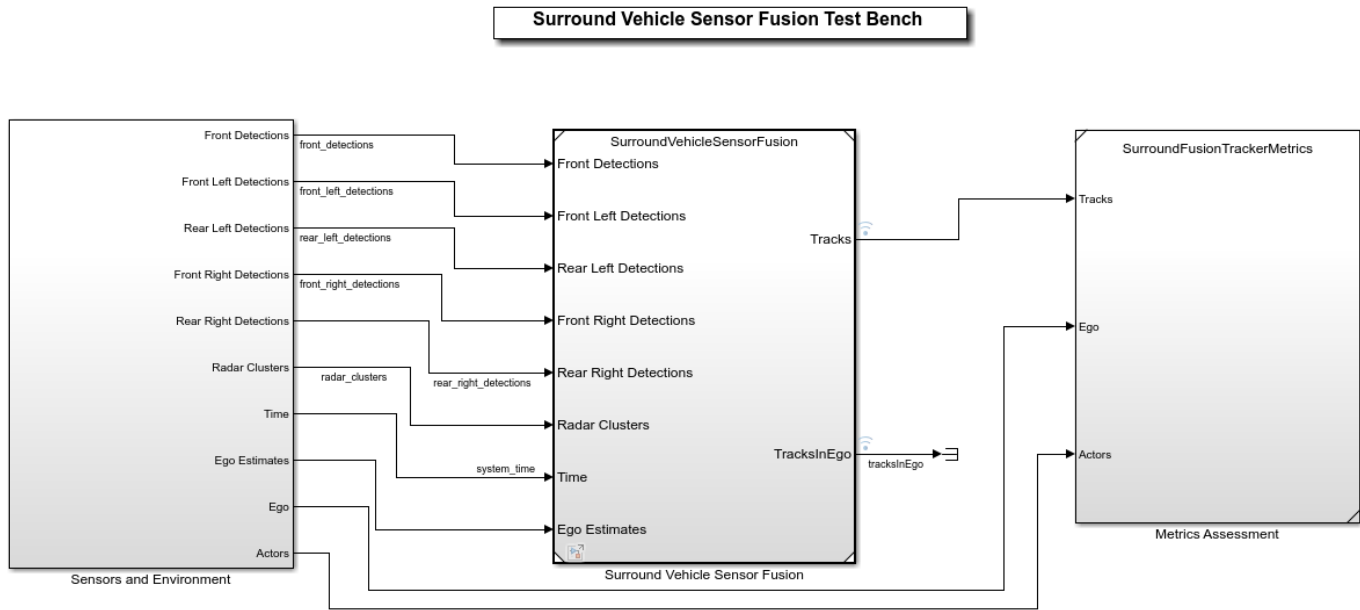 Surround Vehicle Sensor Fusion Test Bench
Front Detections
front_detections
Front Left Detections
front_left_detections
Rear Left Detections
rear_left_detections
Front Right Detections
front_right_detections
Rear Right Detections
Radar Clusters
radar_clusters
rear_right_detections
Time
Ego Estimates
system_time
Ego
Actors
Sensors and Environment
SurroundVehicleSensorFusion
Front Detections
Front Left Detections
Tracks
Rear Left Detections
Front Right Detections
Rear Right Detections
Radar Clusters
TracksInEgo
tracksInEgo
Time
Ego Estimates
Surround Vehicle Sensor Fusion
SurroundFusionTrackerMetrics
Tracks
Ego
Actors
Metrics Assessment